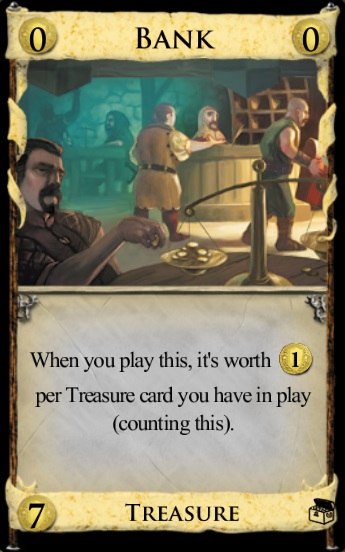 0 BANK 0
When you play this, it's worth 1
per Treasure card you have in play
(counting this).
7 TREASURE